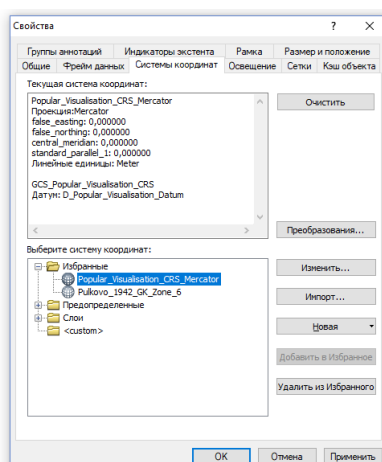 Свойства
? ×
Группы аннотаций Индикаторы экстента Рамка Размер и положение
Общие Фрейм данных Системы координат Освещение Сетки Кэш объекта
Текущая система координат:
Popular_Visualisation_CRS_Mercator
Проекция:Mercator
false_easting: 0,000000
false_northing: 0,000000
central_meridian: 0,000000
standard_parallel_1: 0,000000
Линейные единицы: Meter
GCS_Popular_Visualisation_CRS
Датум: D_Popular_Visualisation_Datum
Очистить
Преобразования...
Выберите систему координат:
Избранные
Popular_Visualisation_CRS_Mercator
Pulkovo_1942_GK_Zone_6
Предопределенные
Слои
<custom>
Изменить...
Импорт...
Новая
Добавить в Избранное
Удалить из Избранного
OK Отмена Применить